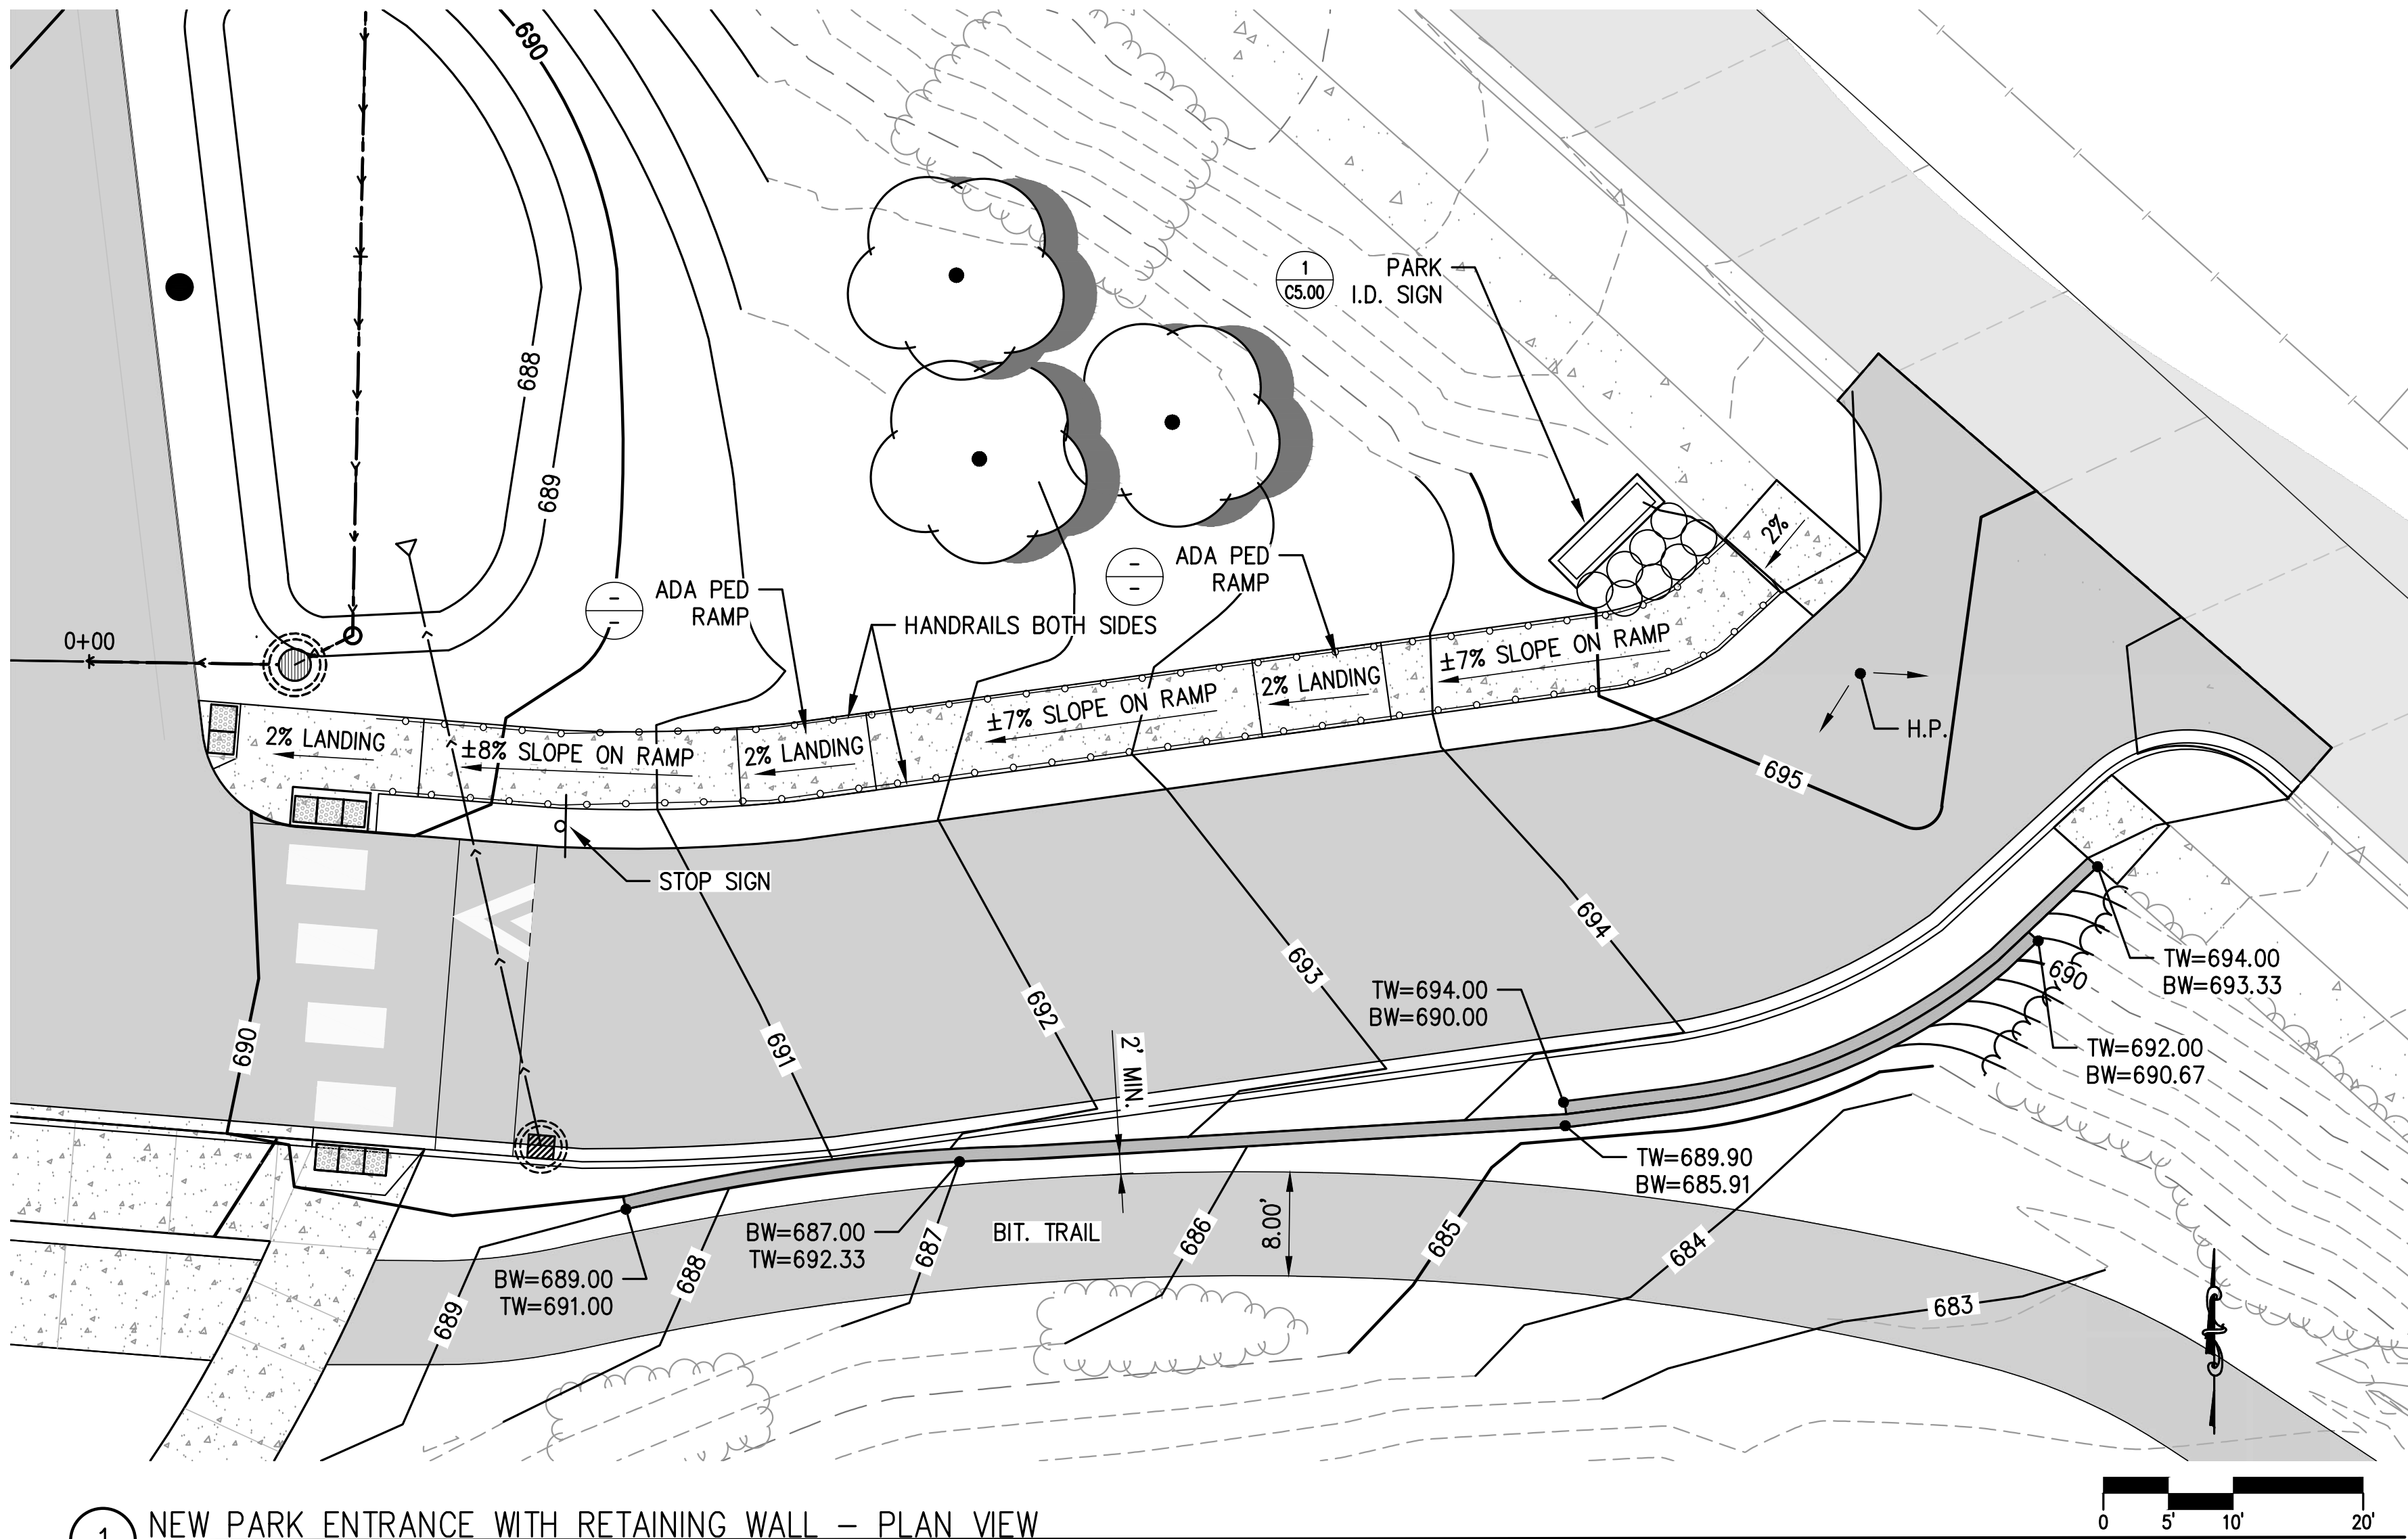 690
PARK
I.D. SIGN
1
C5.00
688
689
2%
ADA PED
RAMP
-
-
ADA PED
RAMP
-
-
HANDRAILS BOTH SIDES
0+00
±7% SLOPE ON RAMP
2% LANDING
±7% SLOPE ON RAMP
2% LANDING
±8% SLOPE ON RAMP
2% LANDING
H.P.
695
STOP SIGN
694
693
692
691
690
2' MIN.
TW=694.00
BW=690.00
TW=694.00
BW=693.33
690
TW=692.00
BW=690.67
TW=689.90
BW=685.91
BW=687.00
TW=692.33
BIT. TRAIL
8.00'
BW=689.00
TW=691.00
689
688
687
686
685
684
683
0 5' 10' 20'
1
NEW PARK ENTRANCE WITH RETAINING WALL – PLAN VIEW